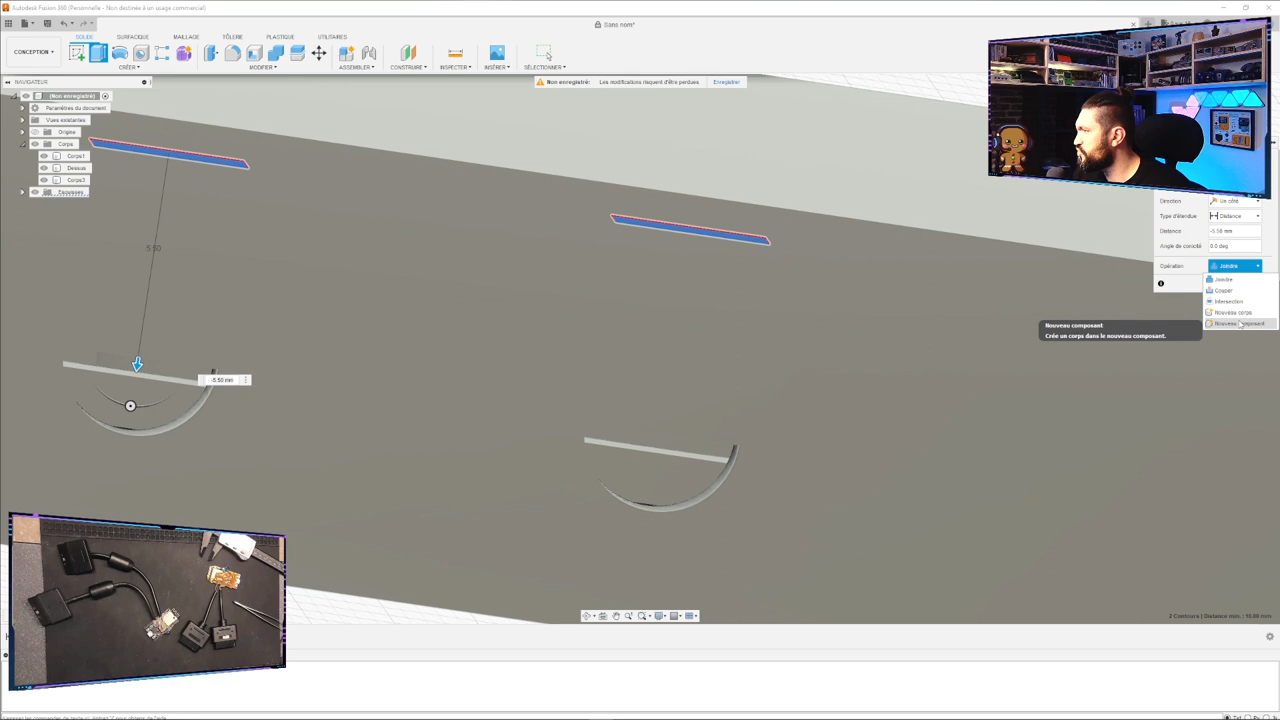 Autodesk Fusion 360 (Personnelle - Non destinée à un usage commercial)
Sans nom*
CONCEPTION
SOLIDE
SURFACIQUE
MAILLAGE
TÔLERIE
PLASTIQUE
UTILITAIRES
CRÉER
MODIFIER
ASSEMBLER
CONSTRUIRE
INSPECTER
INSÉRER
SÉLECTIONNER
NAVIGATEUR
Non enregistré: Les modifications risquent d'être perdues Enregistrer
(Non enregistré)
Paramètres du document
Vues existantes
Origine
Corps
Corps1
Dessus
Corps3
Esquisses
5.50
-5.50 mm
Direction Un côté
Type d'étendue Distance
Distance -5.50 mm
Angle de conicité 0.0 deg
Opération Joindre
Joindre
Couper
Intersection
Nouveau corps
Nouveau composant
Nouveau composant
Crée un corps dans le nouveau composant.
2 Contours | Distance min. : 10.00 mm
Txt
Py